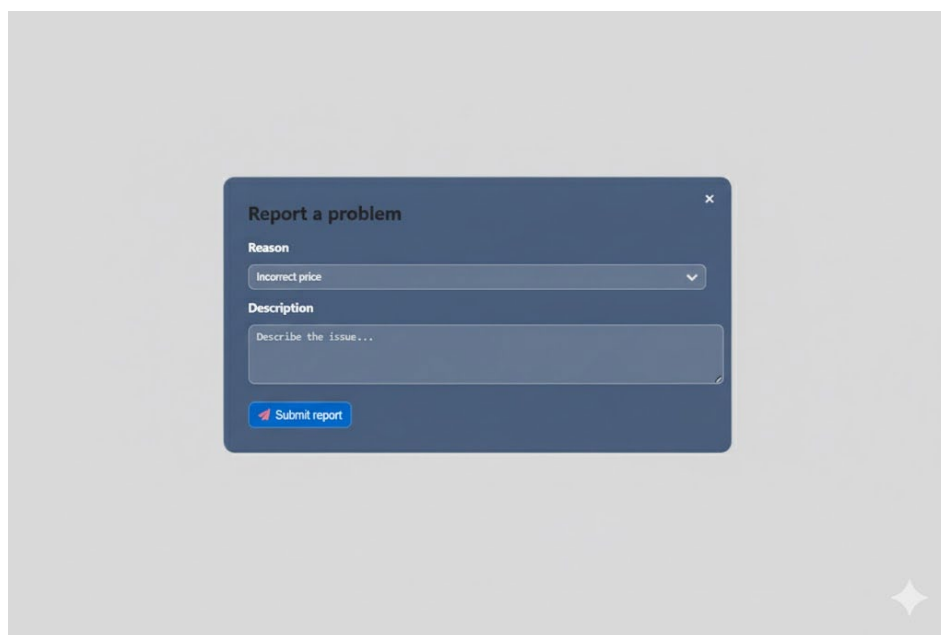 Report a problem
Reason
Incorrect price
Description
Describe the issue...
Submit report